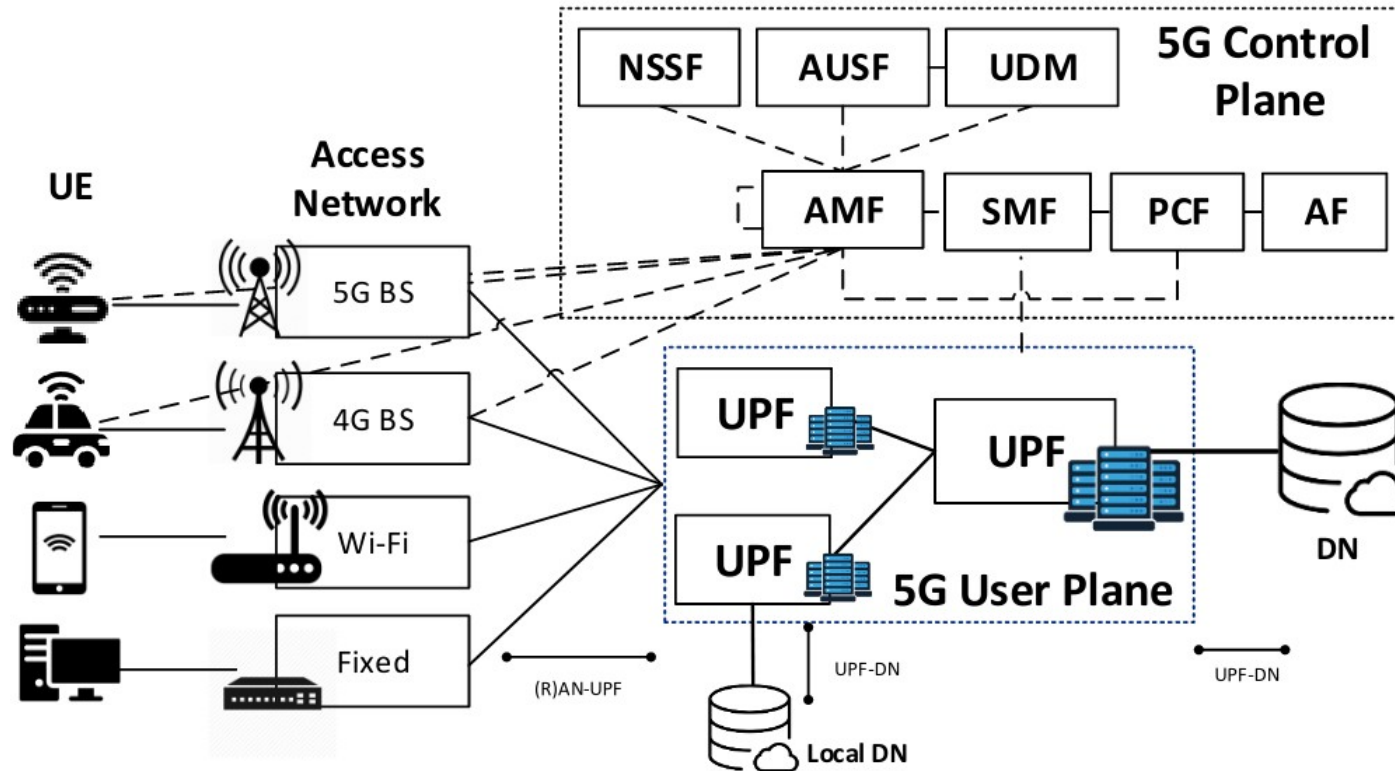 NSSF
AUSF
UDM
5G Control
Plane
Access
Network
UE
AMF
SMF
PCF
AF
5G BS
4G BS
UPF
UPF
Wi-Fi
UPF
DN
5G User Plane
Fixed
(R)AN-UPF
UPF-DN
UPF-DN
Local DN